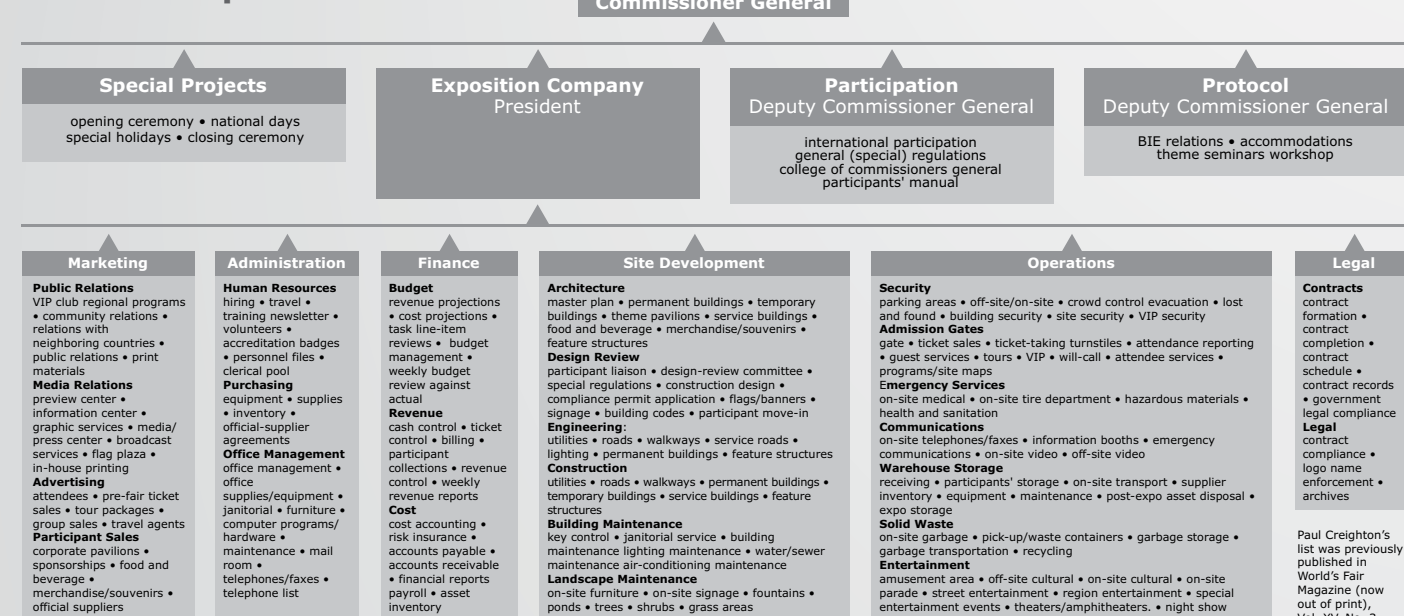 Commissioner General
Special Projects
opening ceremony • national days
special holidays • closing ceremony
Exposition Company
President
Participation
Deputy Commissioner General
international participation
general (special) regulations
college of commissioners general
participants' manual
Protocol
Deputy Commissioner General
BIE relations • accommodations
theme seminars workshop
Marketing
Public Relations
VIP club regional programs
• community relations •
relations with
neighboring countries •
public relations • print
materials
Media Relations
preview center •
information center •
graphic services • media/
press center • broadcast
services • flag plaza •
in-house printing
Advertising
attendees • pre-fair ticket
sales • tour packages •
group sales • travel agents
Participant Sales
corporate pavilions •
sponsorships • food and
beverage •
merchandise/souvenirs •
official suppliers
Administration
Human Resources
hiring • travel •
training newsletter •
volunteers •
accreditation badges
• personnel files •
clerical pool
Purchasing
equipment • supplies
• inventory •
official-supplier
agreements
Office Management
office management •
office
supplies/equipment •
janitorial • furniture •
computer programs/
hardware •
maintenance • mail
room •
telephones/faxes •
telephone list
Finance
Budget
revenue projections
• cost projections •
task line-item
reviews • budget
management •
weekly budget
review against
actual
Revenue
cash control • ticket
control • billing •
participant
collections • revenue
control • weekly
revenue reports
Cost
cost accounting •
risk insurance •
accounts payable •
accounts receivable
• financial reports
payroll • asset
inventory
Site Development
Architecture
master plan • permanent buildings • temporary
buildings • theme pavilions • service buildings •
food and beverage • merchandise/souvenirs •
feature structures
Design Review
participant liaison • design-review committee •
special regulations • construction design •
compliance permit application • flags/banners •
signage • building codes • participant move-in
Engineering:
utilities • roads • walkways • service roads •
lighting • permanent buildings • feature structures
Construction
utilities • roads • walkways • permanent buildings •
temporary buildings • service buildings • feature
structures
Building Maintenance
key control • janitorial service • building
maintenance lighting maintenance • water/sewer
maintenance air-conditioning maintenance
Landscape Maintenance
on-site furniture • on-site signage • fountains •
ponds • trees • shrubs • grass areas
Operations
Security
parking areas • off-site/on-site • crowd control evacuation • lost
and found • building security • site security • VIP security
Admission Gates
gate • ticket sales • ticket-taking turnstiles • attendance reporting
• guest services • tours • VIP • will-call • attendee services •
programs/site maps
Emergency Services
on-site medical • on-site tire department • hazardous materials •
health and sanitation
Communications
on-site telephones/faxes • information booths • emergency
communications • on-site video • off-site video
Warehouse Storage
receiving • participants' storage • on-site transport • supplier
inventory • equipment • maintenance • post-expo asset disposal •
expo storage
Solid Waste
on-site garbage • pick-up/waste containers • garbage storage •
garbage transportation • recycling
Entertainment
amusement area • off-site cultural • on-site cultural • on-site
parade • street entertainment • region entertainment • special
entertainment events • theaters/amphitheaters. • night show
Legal
Contracts
contract
formation •
contract
completion •
contract
schedule •
contract records
• government
legal compliance
Legal
contract
compliance •
logo name
enforcement •
archives
Paul Creighton's
list was previously
published in
World's Fair
Magazine (now
out of print),